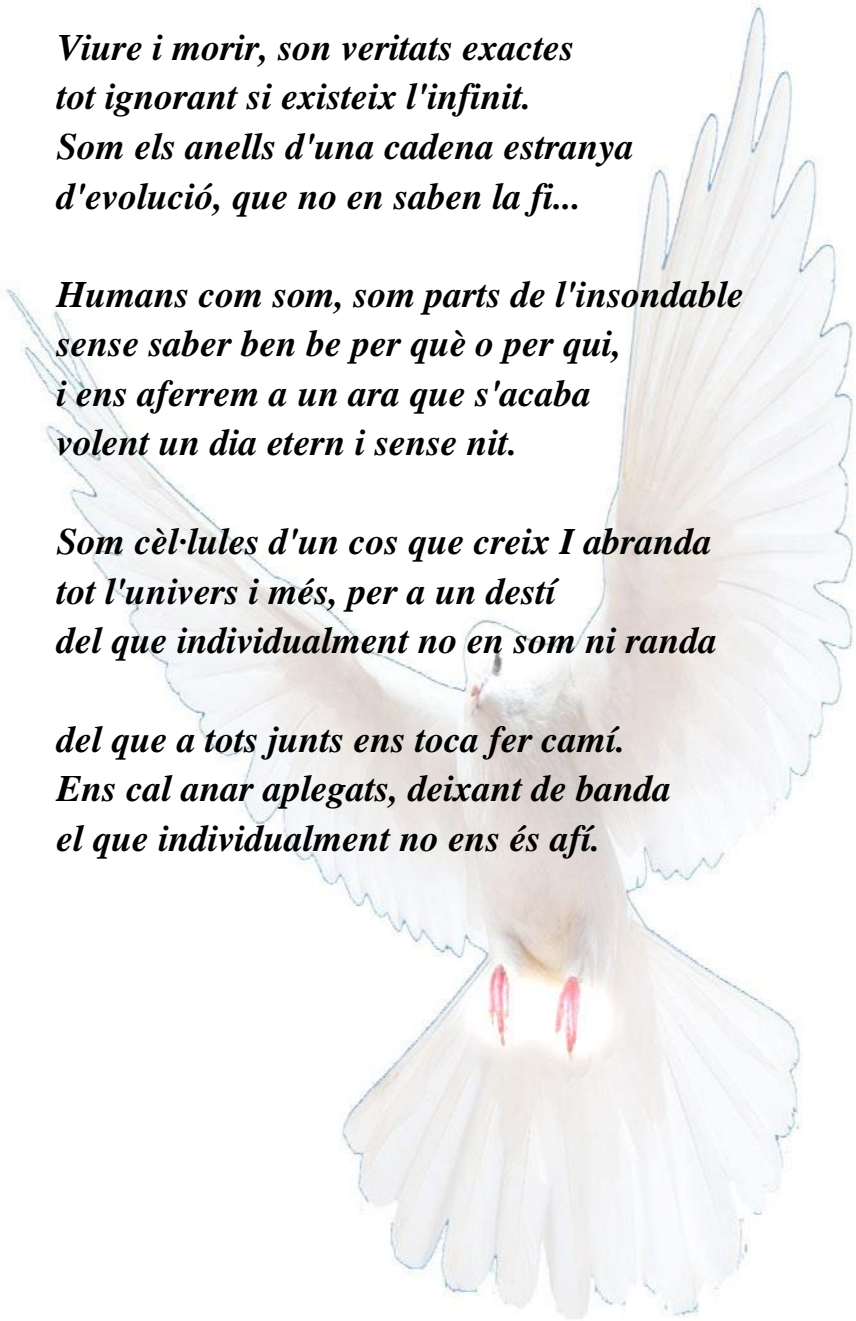 Viure i morir, son veritats exactes
tot ignorant si existeix l'infinit.
Som els anells d'una cadena estranya
d'evolució, que no en saben la fi...
Humans com som, som parts de l'insondable
sense saber ben be per què o per qui,
i ens aferrem a un ara que s'acaba
volent un dia etern i sense nit.
Som cèl·lules d'un cos que creix I abranda
tot l'univers i més, per a un destí
del que individualment no en som ni randa
del que a tots junts ens toca fer camí.
Ens cal anar aplegats, deixant de banda
el que individualment no ens és afí.